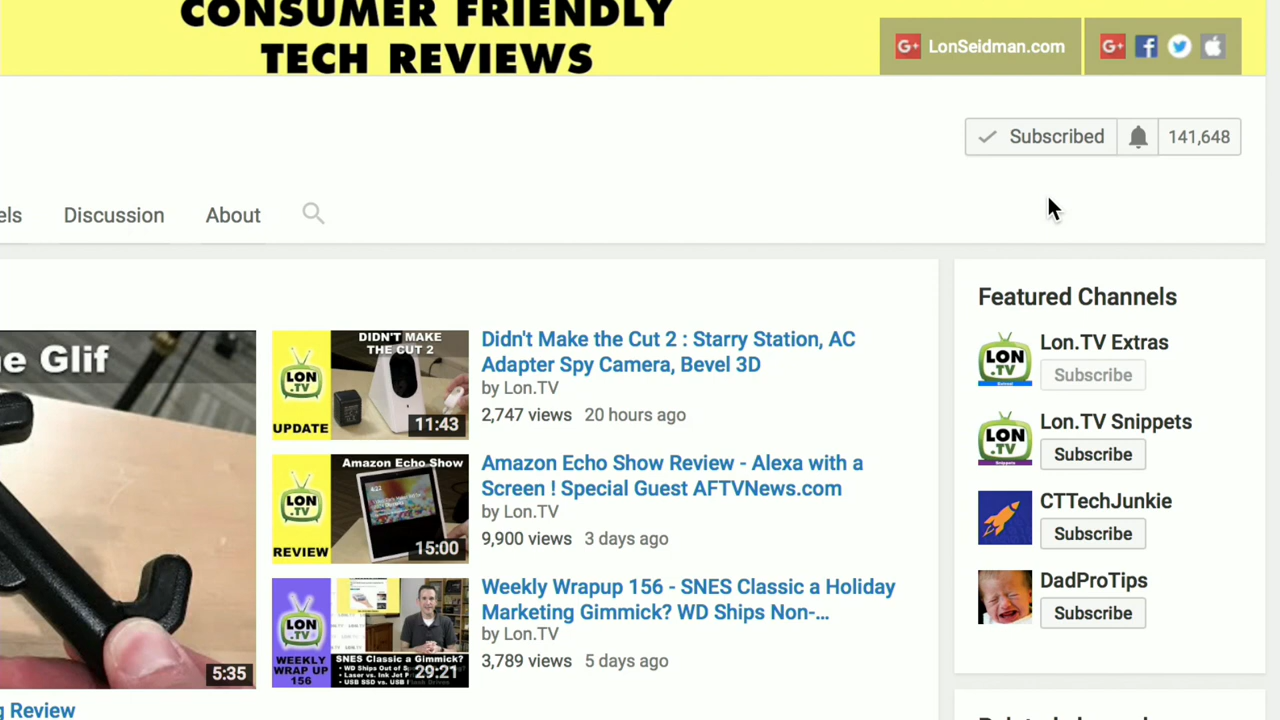 CONSUMER FRIENDLY
TECH REVIEWS
LonSeidman.com
Subscribed
141,648
Discussion
About
Featured Channels
Lon.TV Extras
Subscribe
Lon.TV Snippets
Subscribe
CTTechJunkie
Subscribe
DadProTips
Subscribe
e Glif
5:35
g Review
DIDN'T MAKE
THE CUT 2
LON
.TV
UPDATE
11:43
Didn't Make the Cut 2 : Starry Station, AC
Adapter Spy Camera, Bevel 3D
by Lon.TV
2,747 views 20 hours ago
Amazon Echo Show
LON
.TV
REVIEW
15:00
Amazon Echo Show Review - Alexa with a
Screen ! Special Guest AFTVNews.com
by Lon.TV
9,900 views 3 days ago
LON
.TV
WEEKLY
WRAP UP
156
SNES Classic a Gimmick?
29:21
Weekly Wrapup 156 - SNES Classic a Holiday
Marketing Gimmick? WD Ships Non-...
by Lon.TV
3,789 views 5 days ago